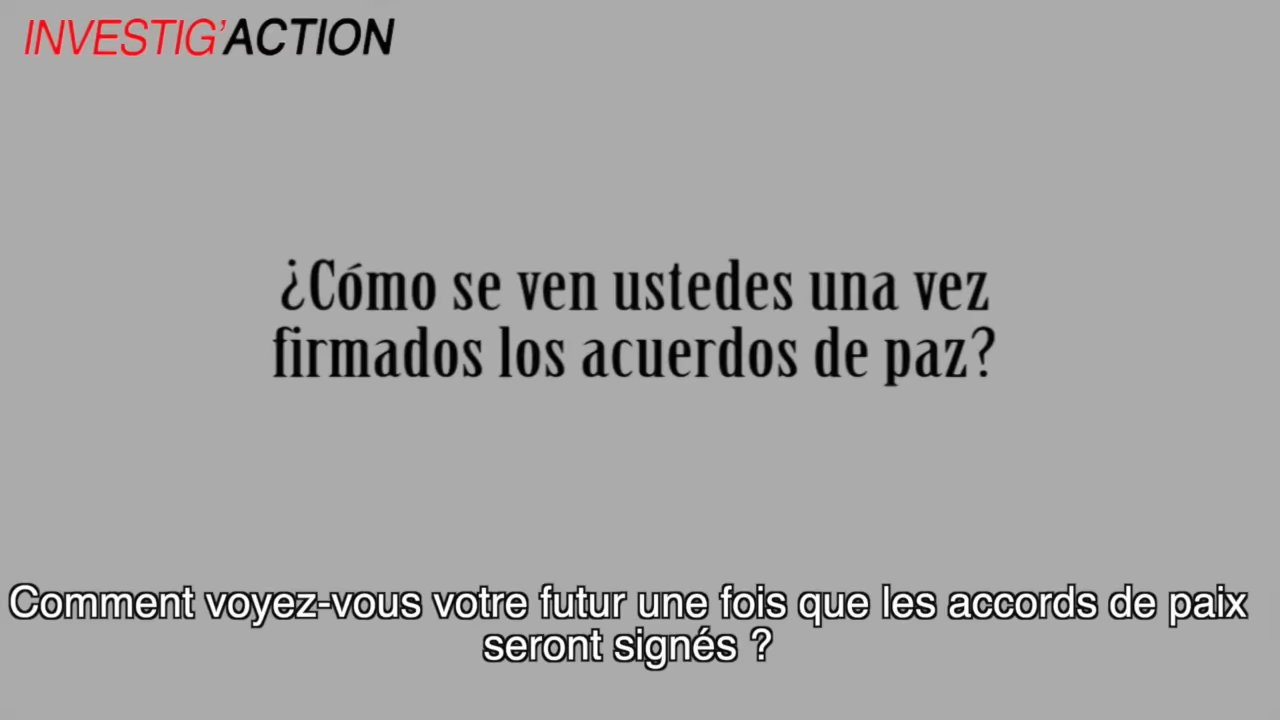 INVESTIG'ACTION
¿Cómo se ven ustedes una vez
firmados los acuerdos de paz?
Comment voyez-vous votre futur une fois que les accords de paix
seront signés ?